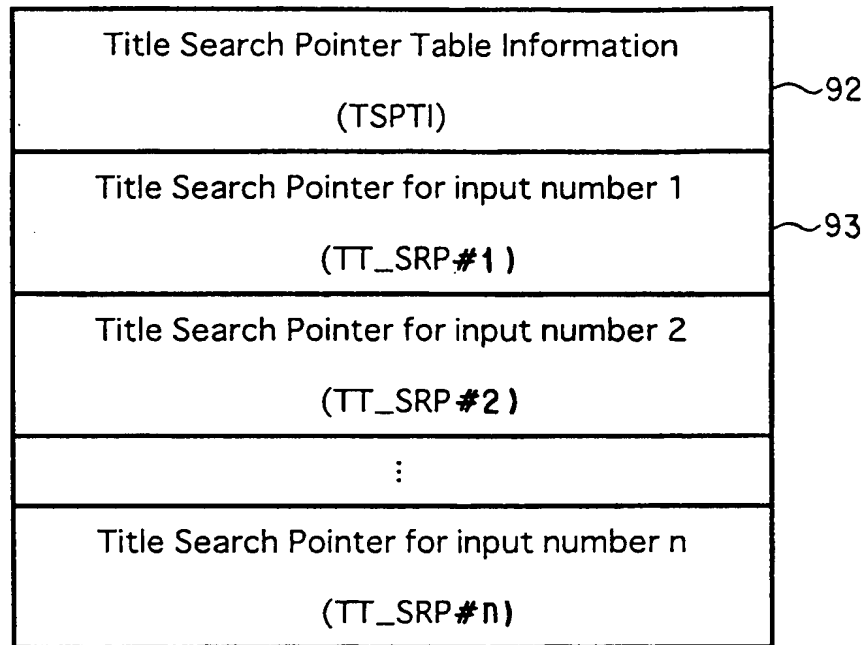 Title Search Pointer Table Information
(TSPTI)
92
Title Search Pointer for input number 1
(TT_SRP#1)
93
Title Search Pointer for input number 2
(TT_SRP#2)
⋮
Title Search Pointer for input number n
(TT_SRP#n)